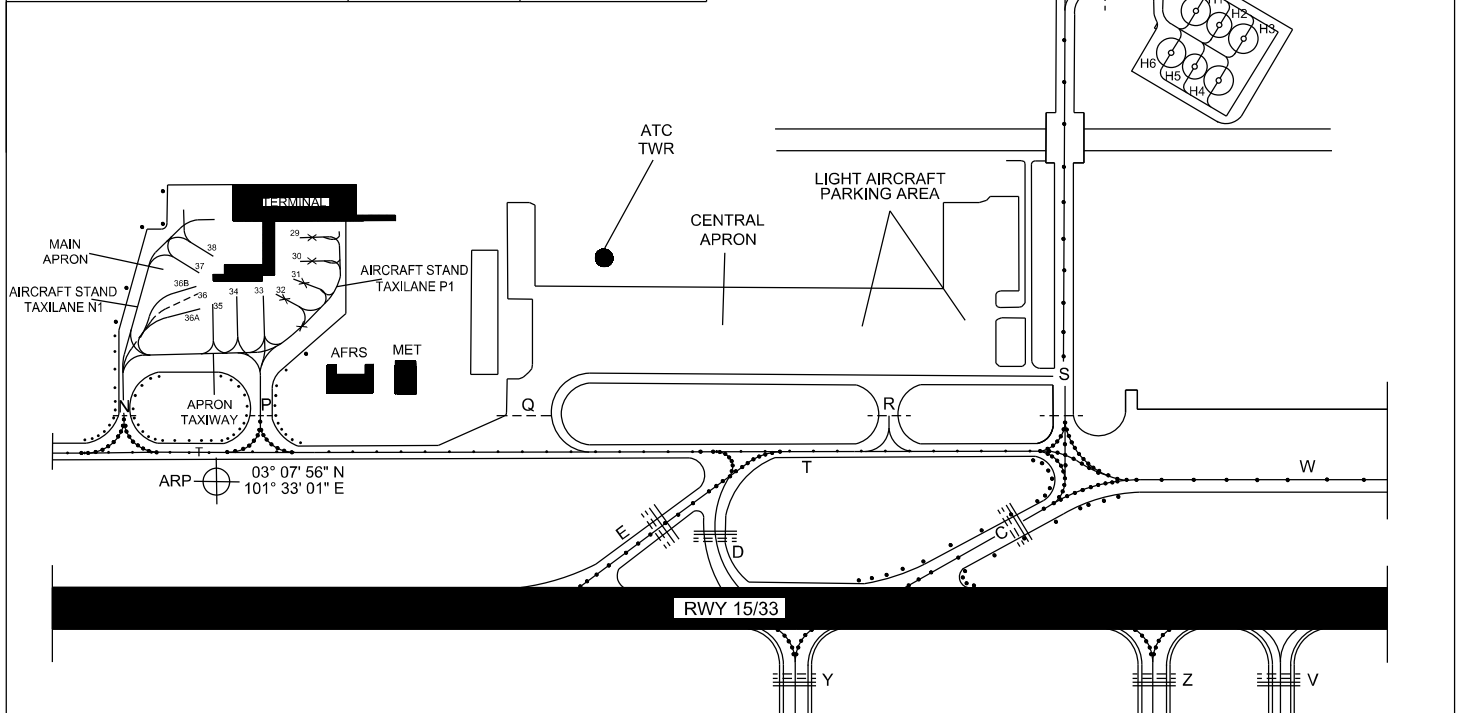 H1
H2
H3
H6
H5
H4
ATC
TWR
LIGHT AIRCRAFT
PARKING AREA
TERMINAL
CENTRAL
APRON
MAIN
APRON
29
38
30
37
31
AIRCRAFT STAND
TAXILANE P1
36B
36
34
33
32
AIRCRAFT STAND
TAXILANE N1
35
36A
AFRS
MET
S
APRON
TAXIWAY
N
P
Q
R
T
T
W
ARP
03° 07' 56" N
101° 33' 01" E
E
C
D
RWY 15/33
Y
Z
V